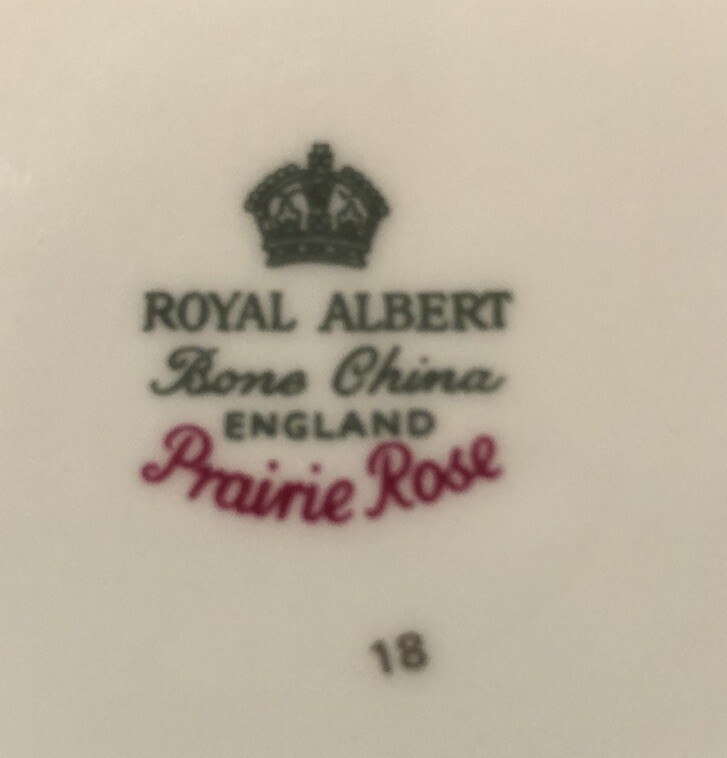 ROYAL ALBERT
Bone China
ENGLAND
Prairie Rose
18